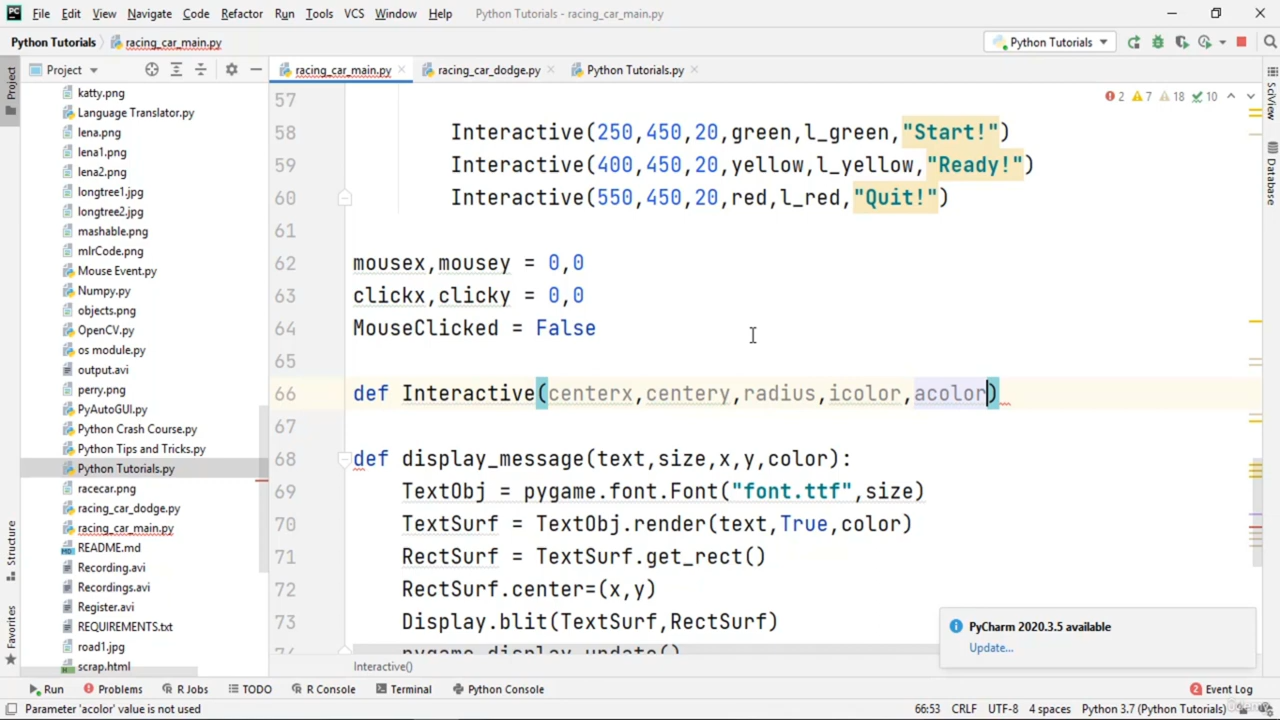 File Edit View Navigate Code Refactor Run Tools VCS Window Help Python Tutorials - racing_car_main.py
Python Tutorials racing_car_main.py Python Tutorials
Project racing_car_main.py racing_car_dodge.py Python Tutorials.py
Project
Structure
Favorites
SciView
Database
katty.png
Language Translator.py
lena.png
lena1.png
lena2.png
longtree1.jpg
longtree2.jpg
mashable.png
mlrCode.png
Mouse Event.py
Numpy.py
objects.png
OpenCV.py
os module.py
output.avi
perry.png
PyAutoGUI.py
Python Crash Course.py
Python Tips and Tricks.py
Python Tutorials.py
racecar.png
racing_car_dodge.py
racing_car_main.py
README.md
Recording.avi
Recordings.avi
Register.avi
REQUIREMENTS.txt
road1.jpg
scrap.html
2 7 18 10
57
58 Interactive(250,450,20,green,l_green,"Start!")
59 Interactive(400,450,20,yellow,l_yellow,"Ready!")
60 Interactive(550,450,20,red,l_red,"Quit!")
61
62 mousex,mousey = 0,0
63 clickx,clicky = 0,0
64 MouseClicked = False
65
66 def Interactive(centerx,centery,radius,icolor,acolor)
67
68 def display_message(text,size,x,y,color):
69 TextObj = pygame.font.Font("font.ttf",size)
70 TextSurf = TextObj.render(text,True,color)
71 RectSurf = TextSurf.get_rect()
72 RectSurf.center=(x,y)
73 Display.blit(TextSurf,RectSurf)
74 pygame.display.update()
Interactive()
PyCharm 2020.3.5 available
Update...
Run Problems R Jobs TODO R Console Terminal Python Console 2 Event Log
Parameter 'acolor' value is not used 66:53 CRLF UTF-8 4 spaces Python 3.7 (Python Tutorials)